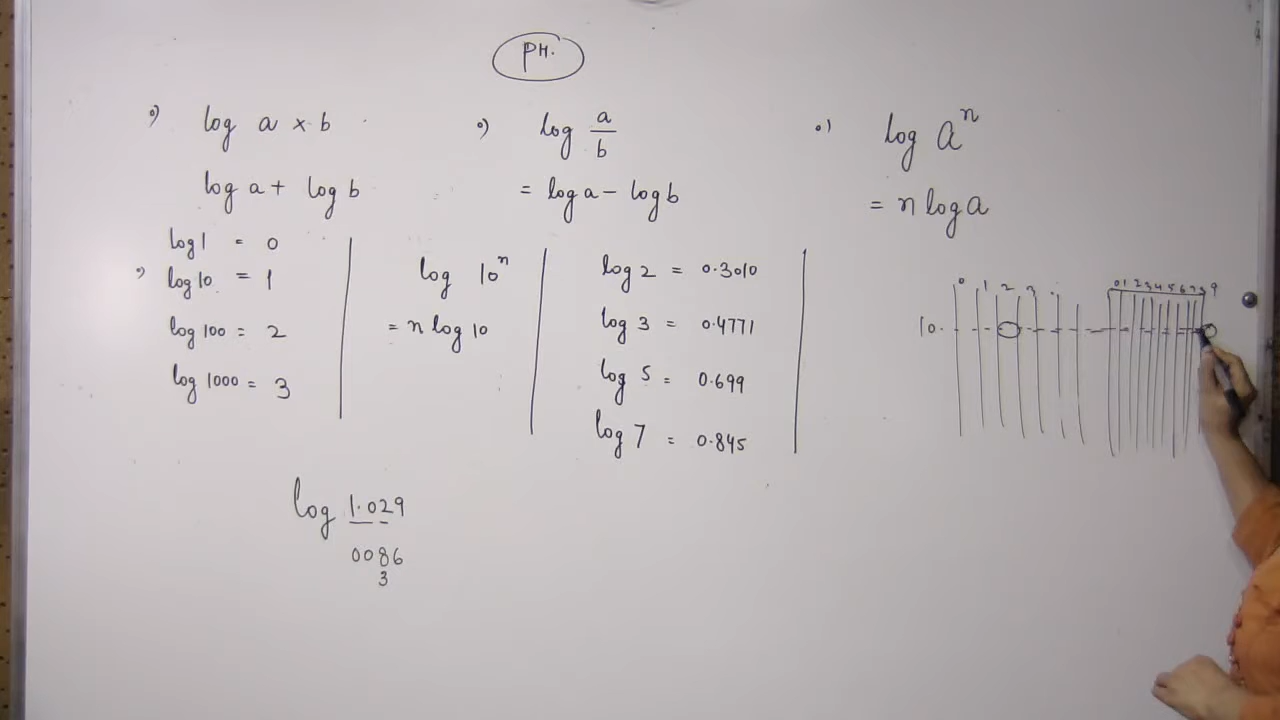 PH.
log a × b
log a + log b
log a/b
= log a − log b
log aⁿ
= n log a
log 1 = 0
log 10 = 1
log 100 = 2
log 1000 = 3
log 10ⁿ
= n log 10
log 2 = 0.3010
log 3 = 0.4771
log 5 = 0.699
log 7 = 0.845
0 1 2 3 . 0 1 2 3 4 5 6 7 8 9
10.
log 1.029
0086
3